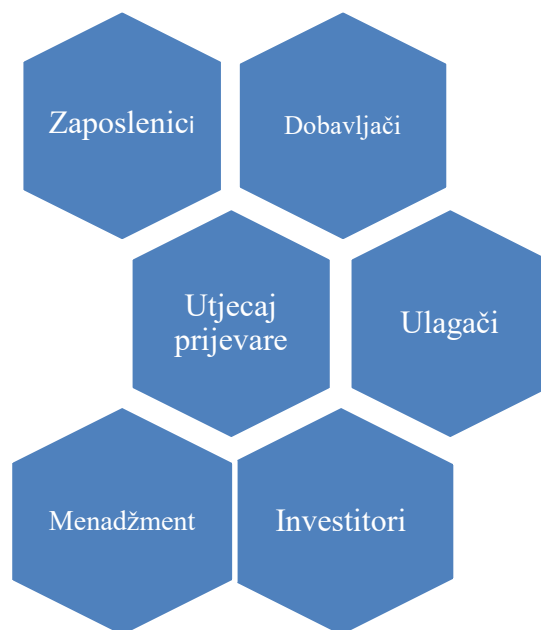 Zaposlenici
Dobavljači
Utjecaj
prijevare
Ulagači
Menadžment
Investitori